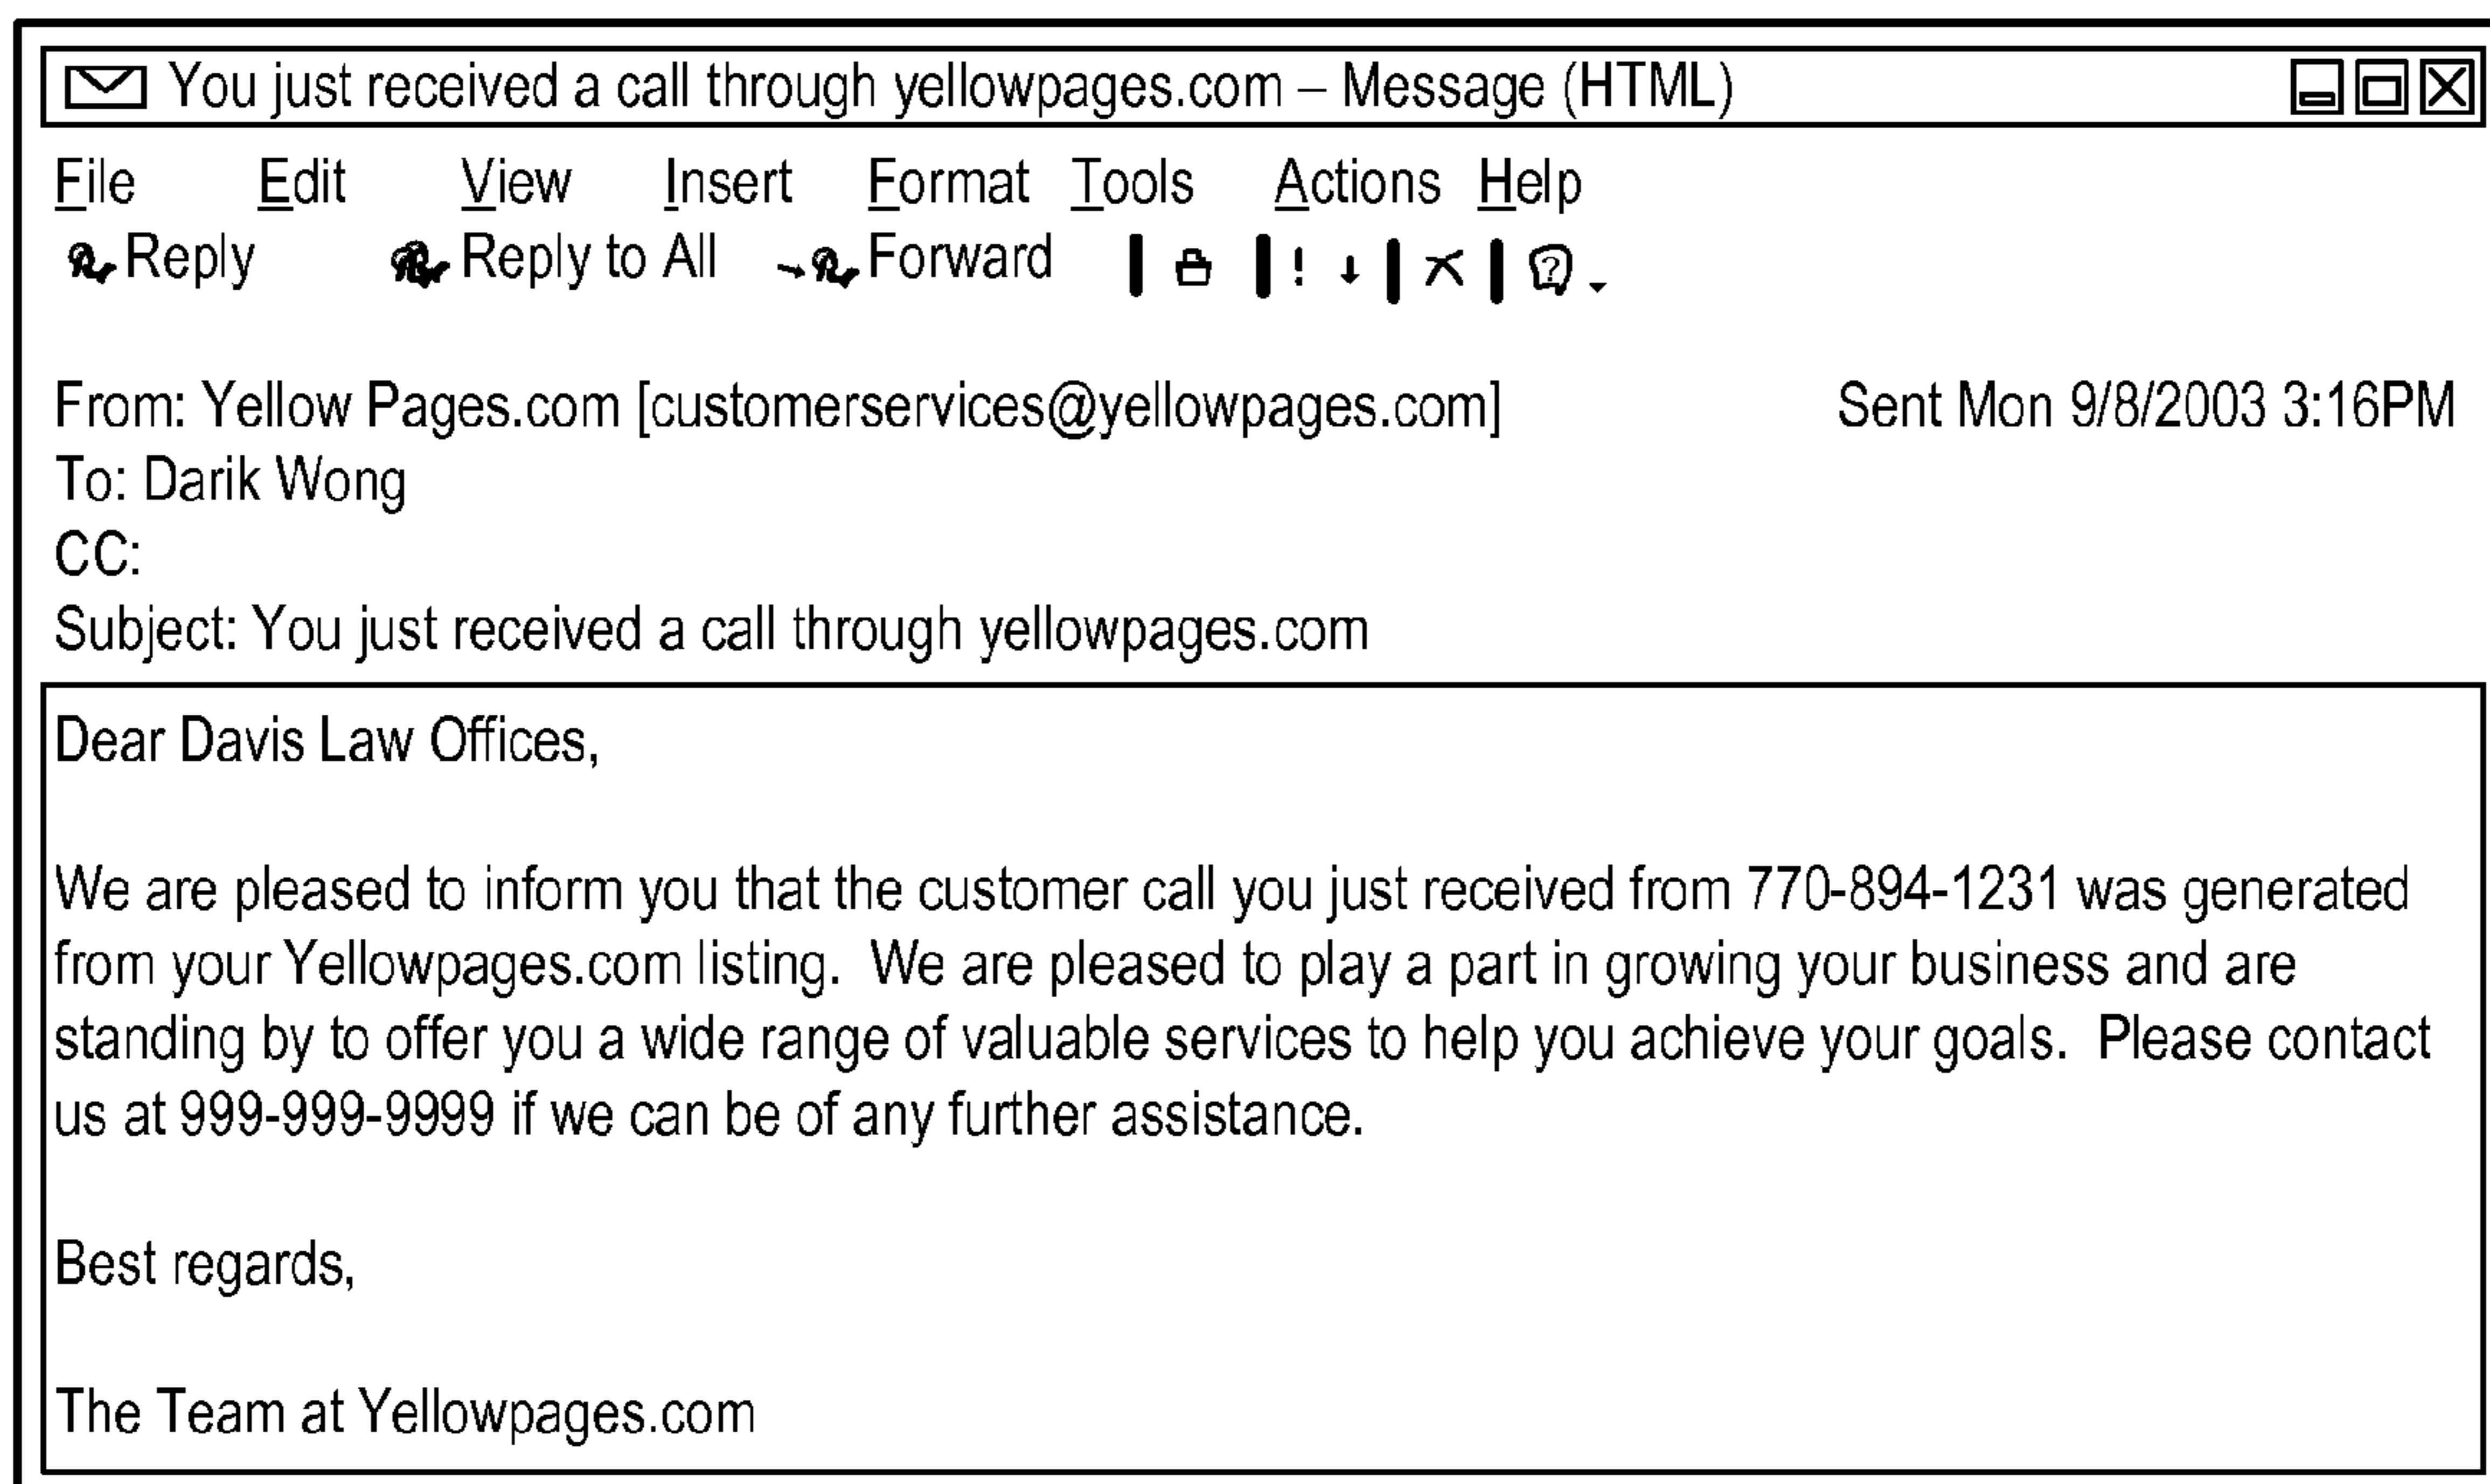 You just received a call through yellowpages.com – Message (HTML)
File Edit View Insert Format Tools Actions Help
Reply Reply to All Forward ! ?
From: Yellow Pages.com [customerservices@yellowpages.com] Sent Mon 9/8/2003 3:16PM
To: Darik Wong
CC:
Subject: You just received a call through yellowpages.com
Dear Davis Law Offices,
We are pleased to inform you that the customer call you just received from 770-894-1231 was generated
from your Yellowpages.com listing. We are pleased to play a part in growing your business and are
standing by to offer you a wide range of valuable services to help you achieve your goals. Please contact
us at 999-999-9999 if we can be of any further assistance.
Best regards,
The Team at Yellowpages.com